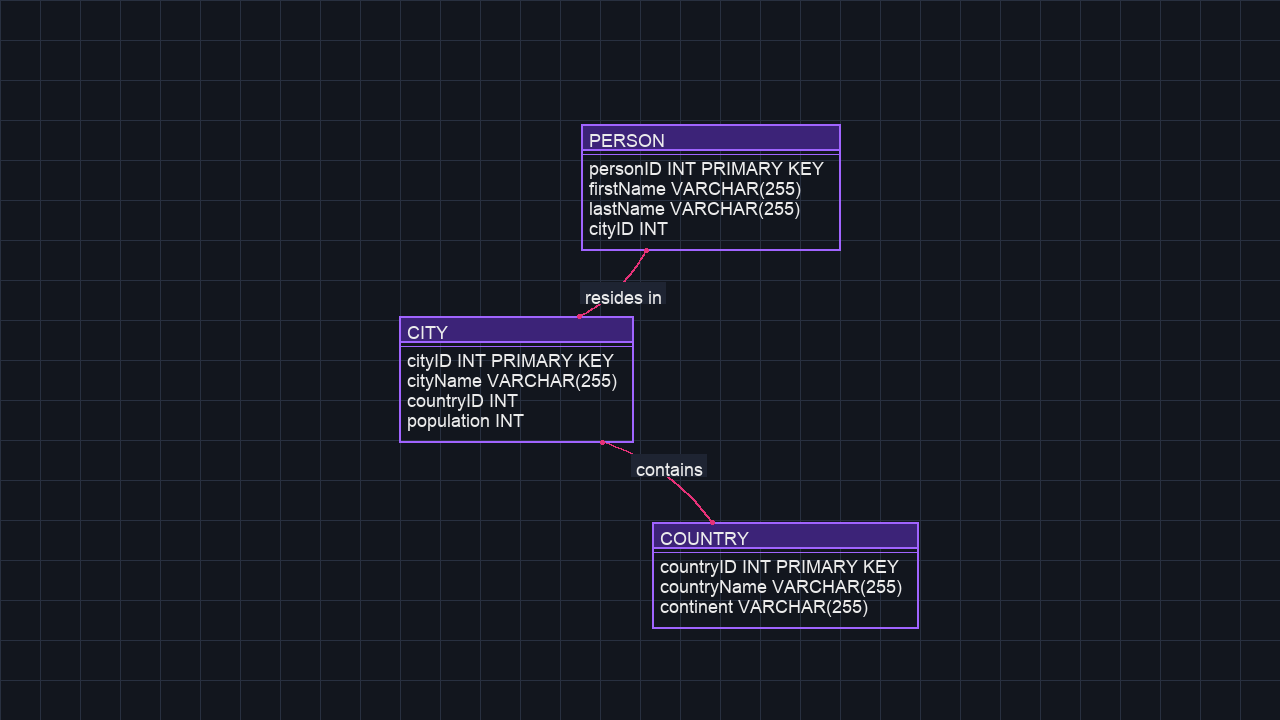 PERSON
personID INT PRIMARY KEY
firstName VARCHAR(255)
lastName VARCHAR(255)
cityID INT
resides in
CITY
cityID INT PRIMARY KEY
cityName VARCHAR(255)
countryID INT
population INT
contains
COUNTRY
countryID INT PRIMARY KEY
countryName VARCHAR(255)
continent VARCHAR(255)